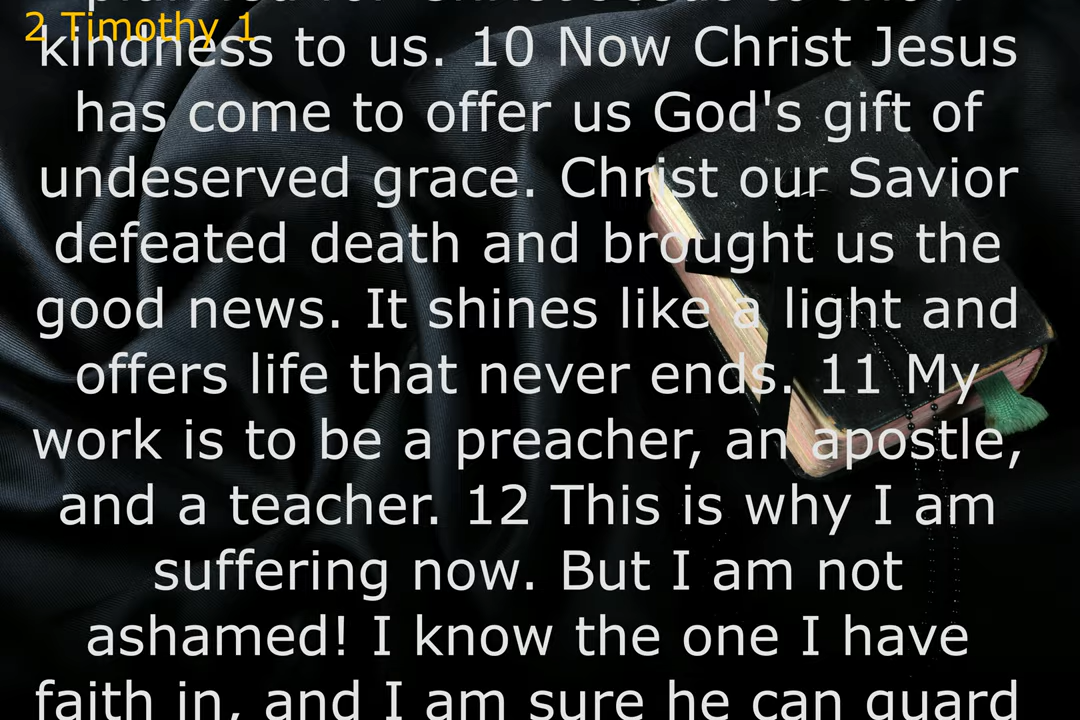 2 Timothy 1
kindness to us. 10 Now Christ Jesus
has come to offer us God's gift of
undeserved grace. Christ our Savior
defeated death and brought us the
good news. It shines like a light and
offers life that never ends. 11 My
work is to be a preacher, an apostle,
and a teacher. 12 This is why I am
suffering now. But I am not
ashamed! I know the one I have
faith in, and I am sure he can guard